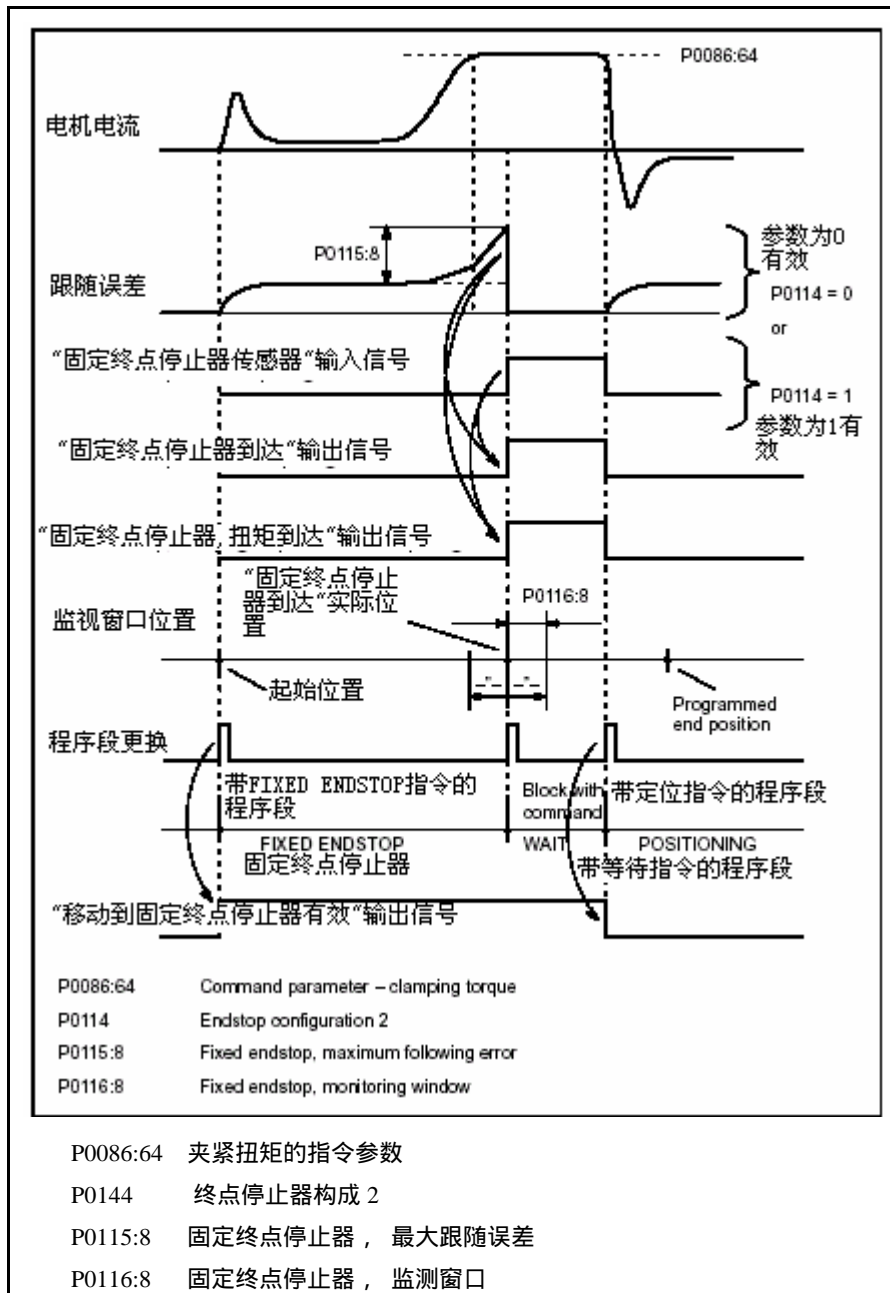 P0086:64
电机电流
参数为0
有效
P0115:8
跟随误差
P0114 = 0
or
“固定终点停止器传感器“输入信号
P0114 = 1
参数为1有
效
“固定终点停止器到达“输出信号
“固定终点停止器,扭矩到达“输出信号
“固定终点停止
器到达“实际位
置
P0116:8
监视窗口位置
起始位置
"_" "_"
Programmed
end position
程序段更换
带FIXED ENDSTOP指令的
程序段
Block with
command
带定位指令的程序段
FIXED ENDSTOP
WAIT
POSITIONING
固定终点停止器
带等待指令的程序段
“移动到固定终点停止器有效“输出信号
P0086:64 Command parameter – clamping torque
P0114 Endstop configuration 2
P0115:8 Fixed endstop, maximum following error
P0116:8 Fixed endstop, monitoring window
P0086:64 夹紧扭矩的指令参数
P0144 终点停止器构成 2
P0115:8 固定终点停止器， 最大跟随误差
P0116:8 固定终点停止器， 监测窗口